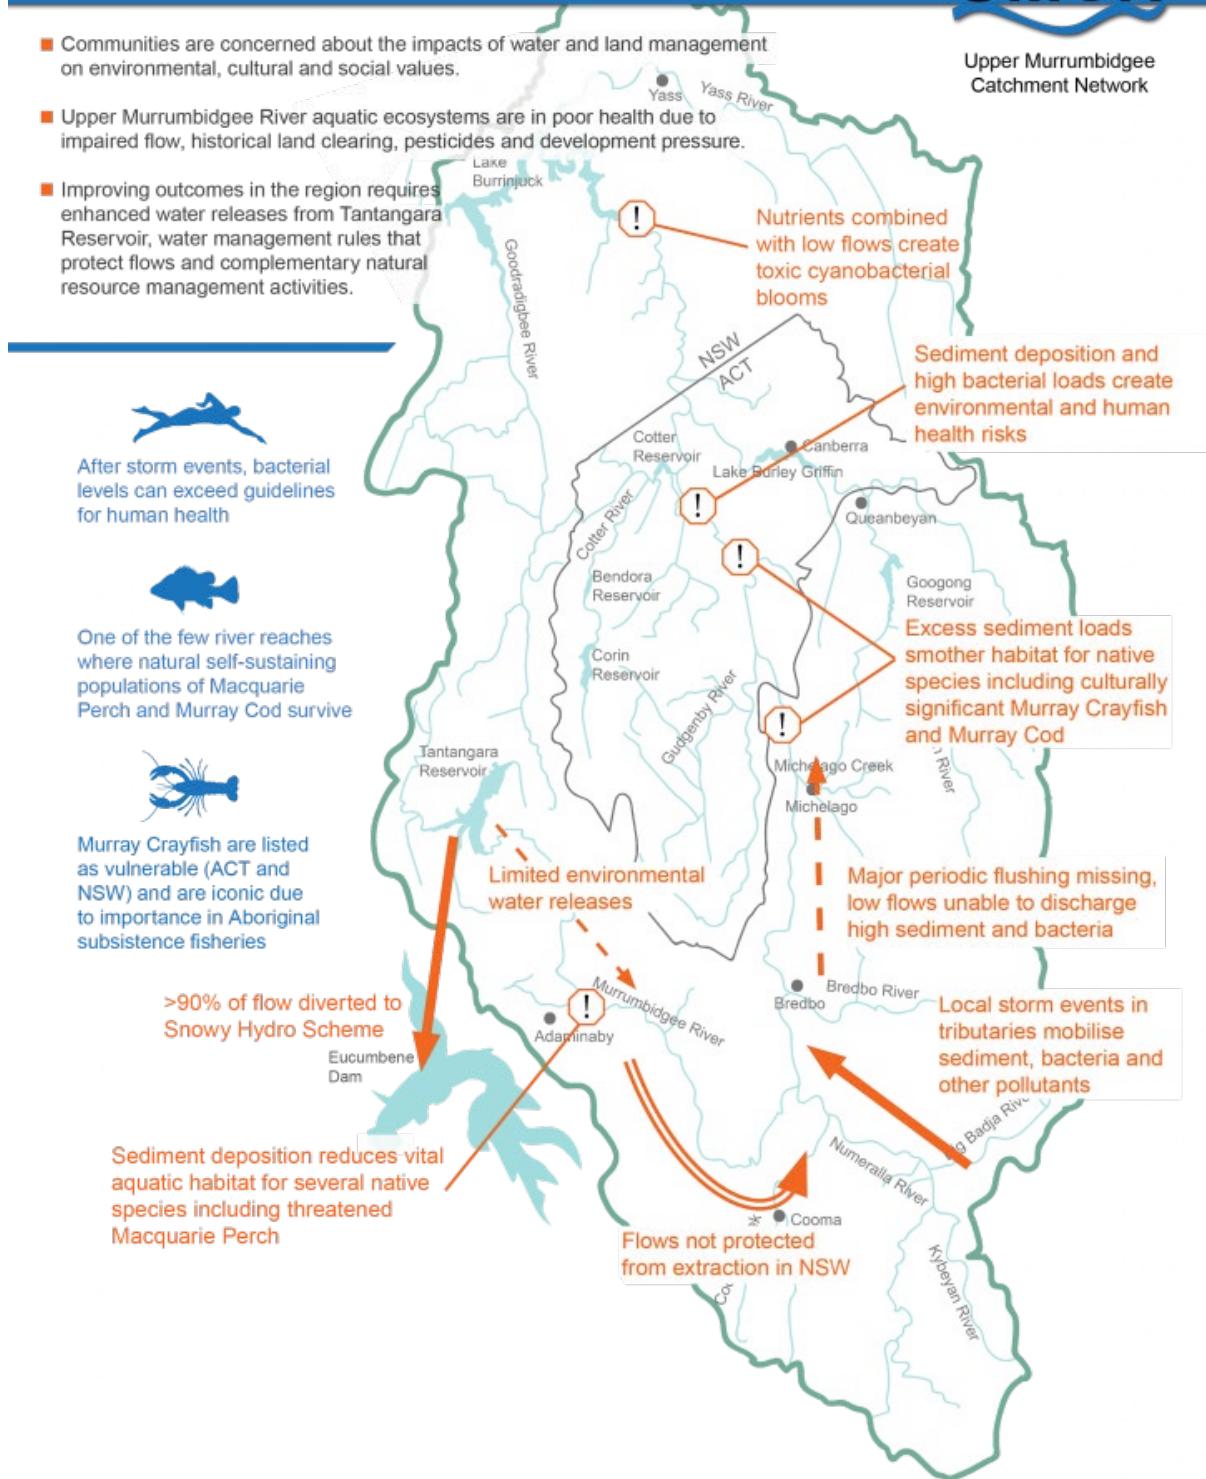 Communities are concerned about the impacts of water and land management
on environmental, cultural and social values.
Upper Murrumbidgee River aquatic ecosystems are in poor health due to
impaired flow, historical land clearing, pesticides and development pressure.
Improving outcomes in the region requires
enhanced water releases from Tantangara
Reservoir, water management rules that
protect flows and complementary natural
resource management activities.
Upper Murrumbidgee
Catchment Network
Yass
Yass River
Lake
Burrinjuck
Goodradigbee River
!
Nutrients combined
with low flows create
toxic cyanobacterial
blooms
NSW
ACT
Sediment deposition and
high bacterial loads create
environmental and human
health risks
After storm events, bacterial
levels can exceed guidelines
for human health
Cotter
Reservoir
Canberra
Lake Burley Griffin
!
Queanbeyan
Cotter River
!
Bendora
Reservoir
Googong
Reservoir
One of the few river reaches
where natural self-sustaining
populations of Macquarie
Perch and Murray Cod survive
Corin
Reservoir
Excess sediment loads
smother habitat for native
species including culturally
significant Murray Crayfish
and Murray Cod
Gudgenby River
!
River
Tantangara
Reservoir
Michelago Creek
Michelago
Murray Crayfish are listed
as vulnerable (ACT and
NSW) and are iconic due
to importance in Aboriginal
subsistence fisheries
Limited environmental
water releases
Major periodic flushing missing,
low flows unable to discharge
high sediment and bacteria
>90% of flow diverted to
Snowy Hydro Scheme
!
Murrumbidgee River
Adaminaby
Bredbo
Bredbo River
Local storm events in
tributaries mobilise
sediment, bacteria and
other pollutants
Eucumbene
Dam
Badja
Numeralla River
Sediment deposition reduces vital
aquatic habitat for several native
species including threatened
Macquarie Perch
Cooma
Flows not protected
from extraction in NSW
Kybeyan River